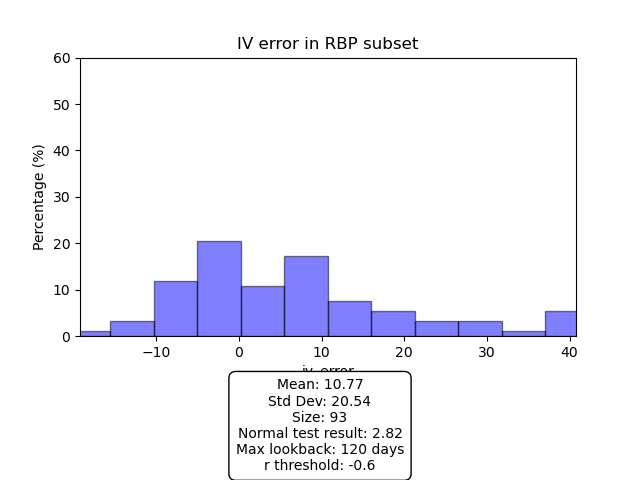 IV error in RBP subset
Percentage (%)
60
50
40
30
20
10
0
−10 0 10 20 30 40
iv_error
Mean: 10.77
Std Dev: 20.54
Size: 93
Normal test result: 2.82
Max lookback: 120 days
r threshold: -0.6